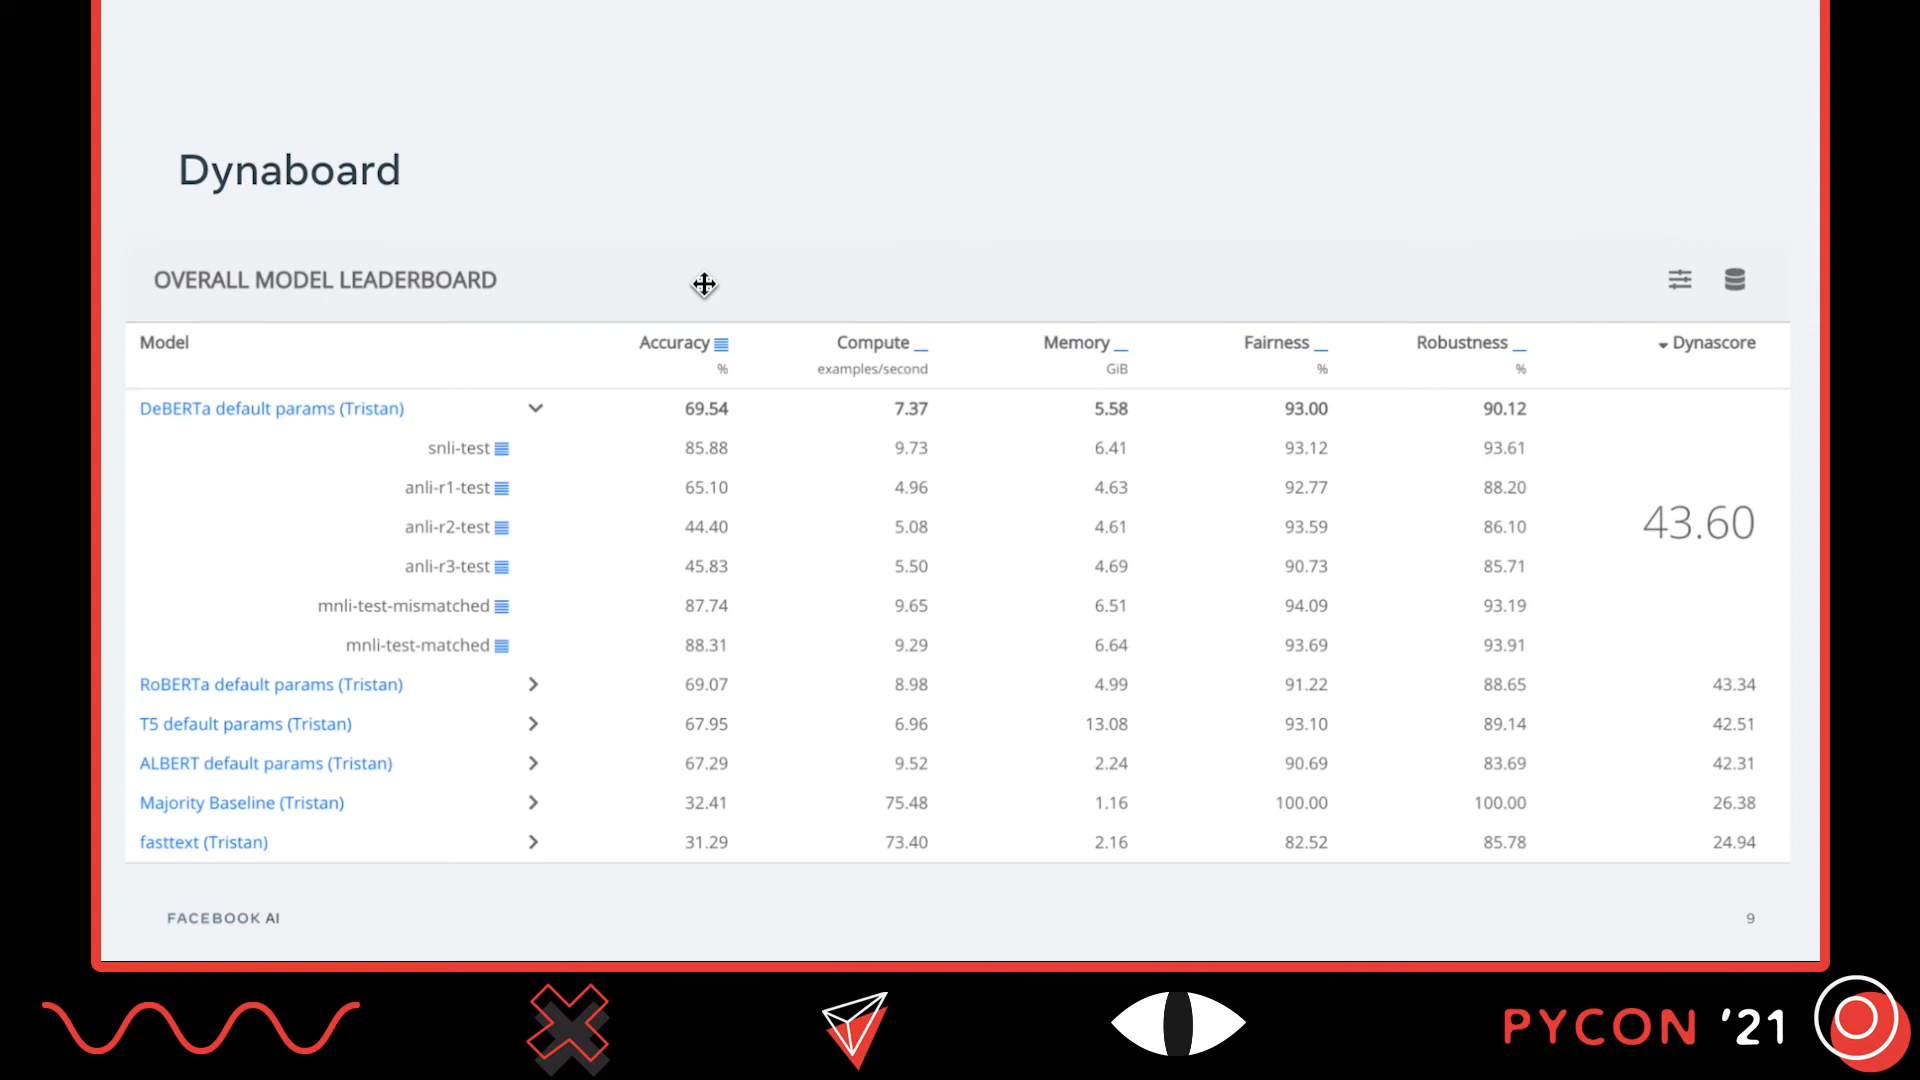 Dynaboard
OVERALL MODEL LEADERBOARD
Model Accuracy Compute Memory Fairness Robustness Dynascore
% examples/second GiB % %
DeBERTa default params (Tristan) 69.54 7.37 5.58 93.00 90.12
snli-test 85.88 9.73 6.41 93.12 93.61
anli-r1-test 65.10 4.96 4.63 92.77 88.20
anli-r2-test 44.40 5.08 4.61 93.59 86.10 43.60
anli-r3-test 45.83 5.50 4.69 90.73 85.71
mnli-test-mismatched 87.74 9.65 6.51 94.09 93.19
mnli-test-matched 88.31 9.29 6.64 93.69 93.91
RoBERTa default params (Tristan) 69.07 8.98 4.99 91.22 88.65 43.34
T5 default params (Tristan) 67.95 6.96 13.08 93.10 89.14 42.51
ALBERT default params (Tristan) 67.29 9.52 2.24 90.69 83.69 42.31
Majority Baseline (Tristan) 32.41 75.48 1.16 100.00 100.00 26.38
fasttext (Tristan) 31.29 73.40 2.16 82.52 85.78 24.94
FACEBOOK AI 9
PYCON '21